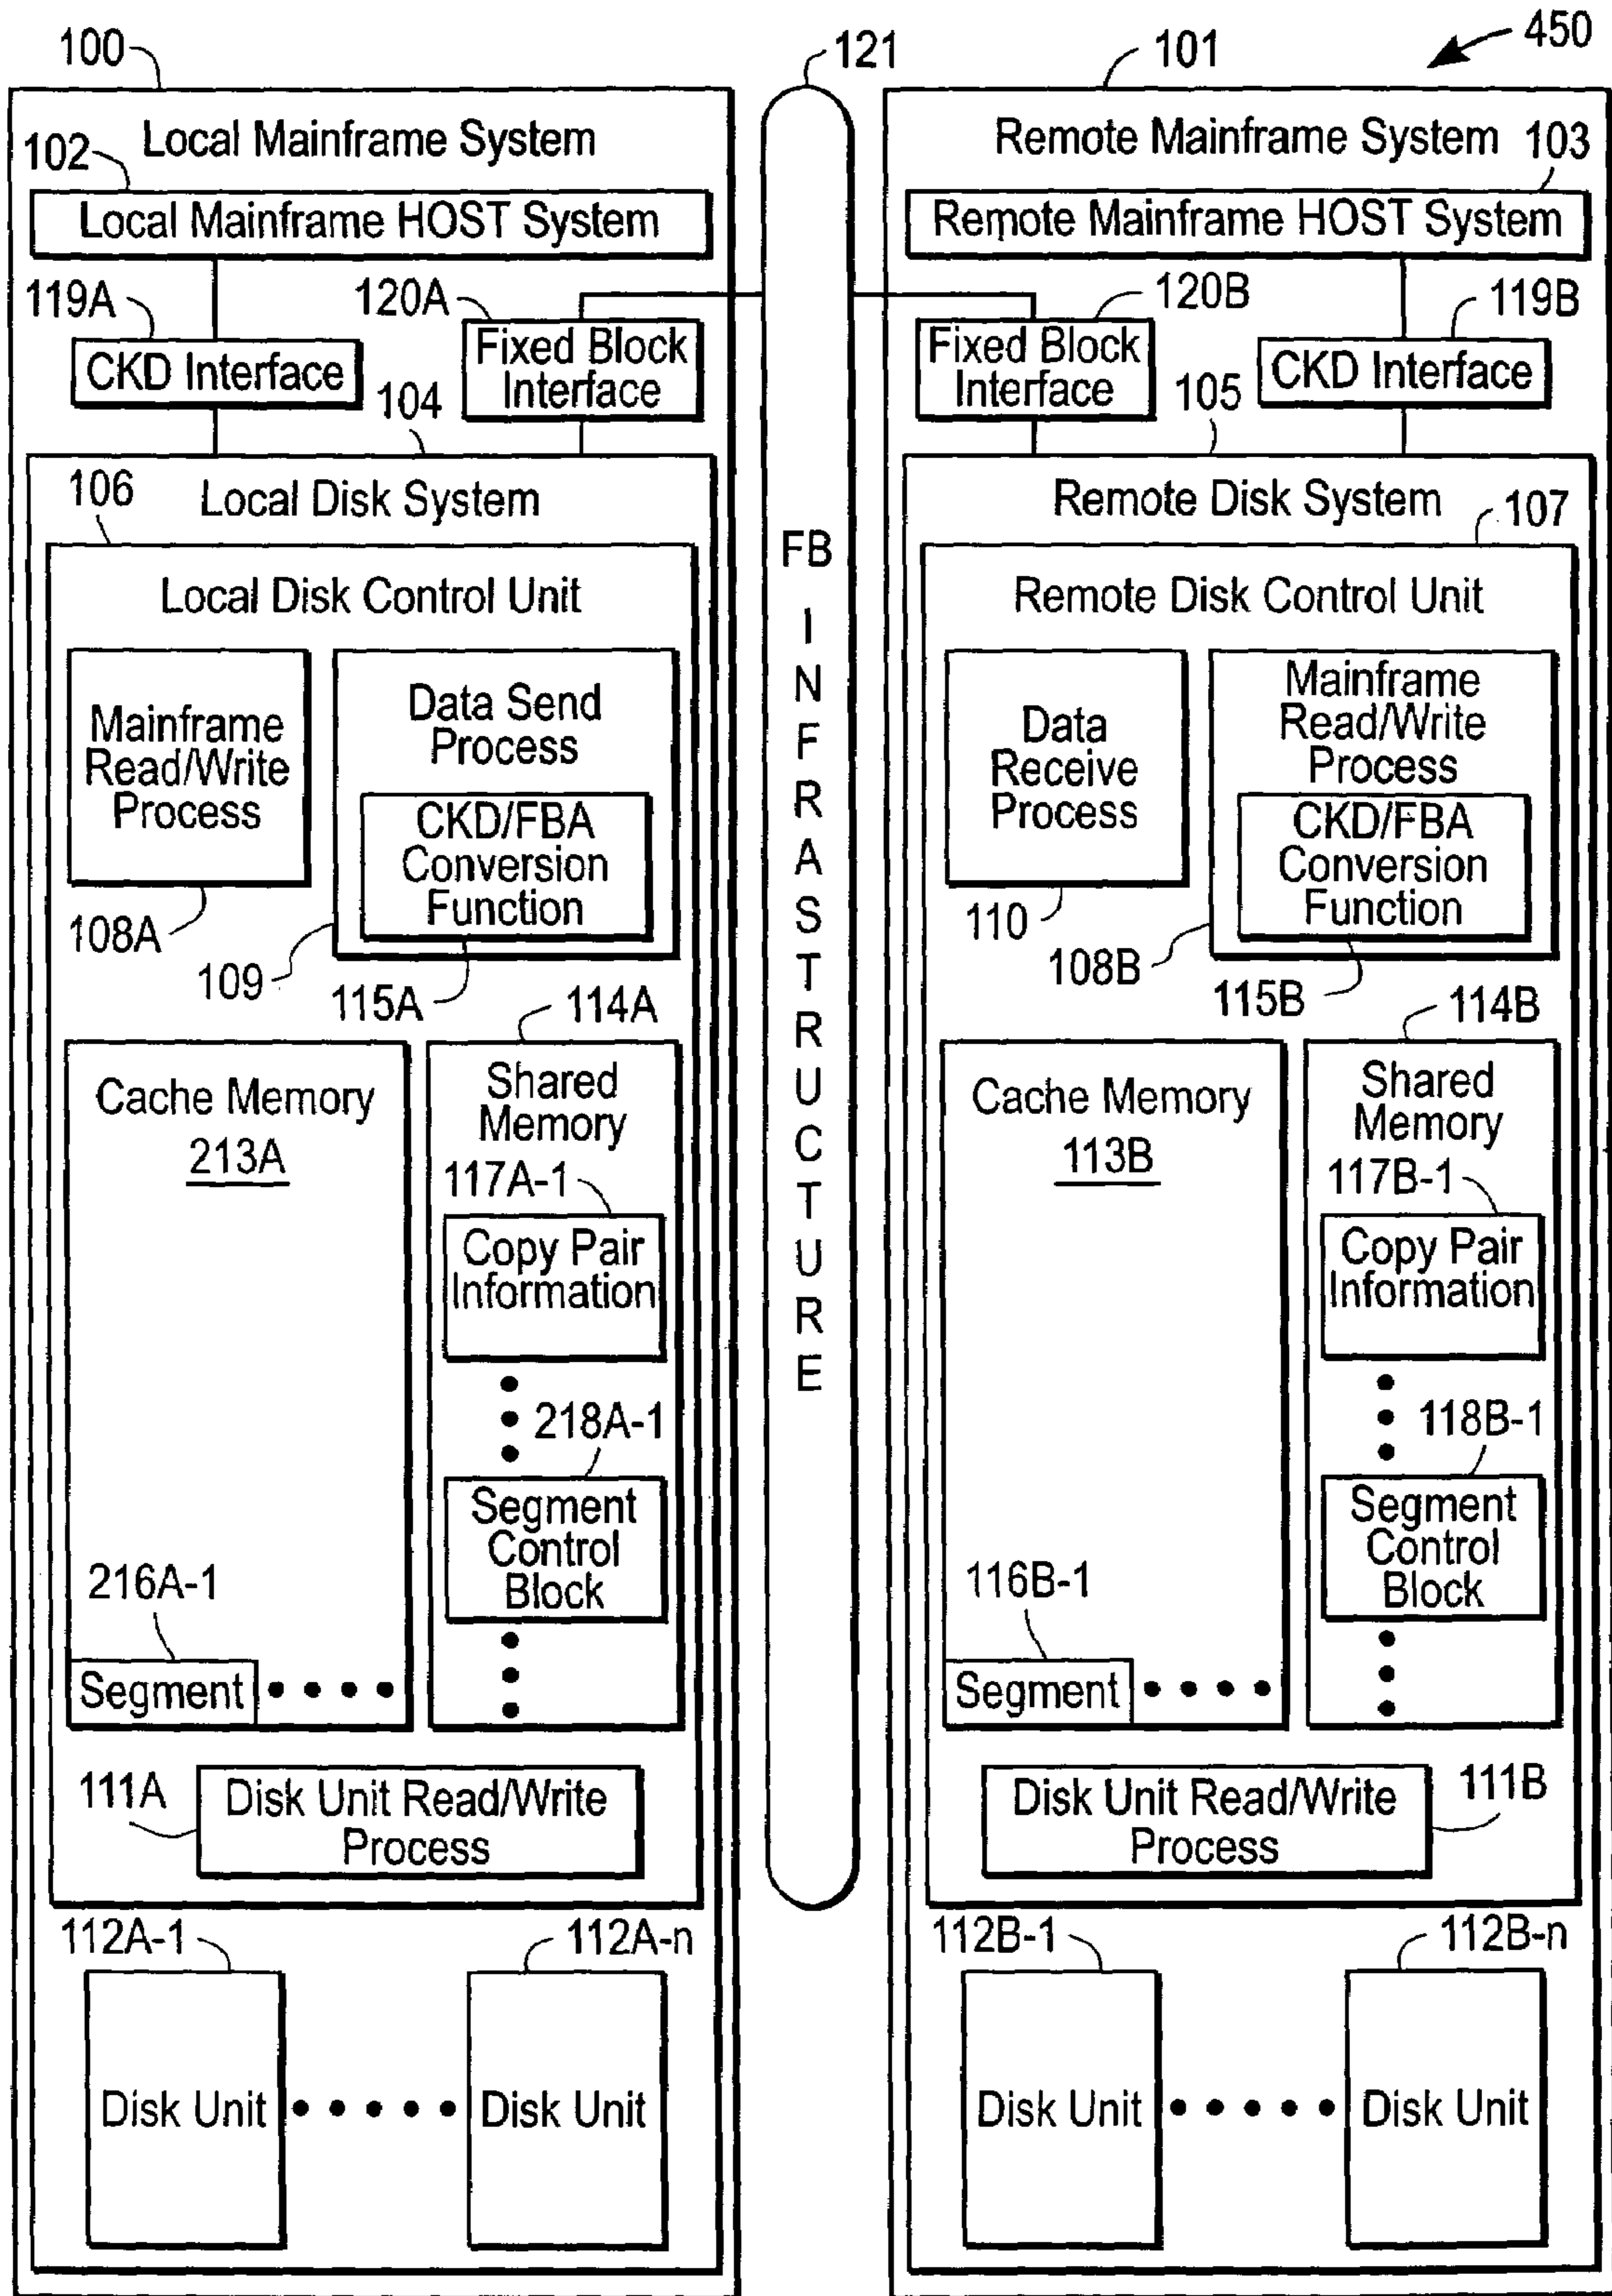 450
100
121
101
Local Mainframe System
Remote Mainframe System
102
103
Local Mainframe HOST System
Remote Mainframe HOST System
119A
120A
120B
119B
CKD Interface
Fixed Block
Interface
Fixed Block
Interface
CKD Interface
104
105
106
Local Disk System
Remote Disk System
107
Local Disk Control Unit
Remote Disk Control Unit
FB INFRASTRUCTURE
Mainframe
Read/Write
Process
Data Send
Process
CKD/FBA
Conversion
Function
108A
109
115A
Data
Receive
Process
Mainframe
Read/Write
Process
CKD/FBA
Conversion
Function
110
108B
115B
114A
114B
Cache Memory
213A
Shared
Memory
117A-1
Copy Pair
Information
218A-1
Segment
Control
Block
216A-1
Segment
Cache Memory
113B
Shared
Memory
117B-1
Copy Pair
Information
118B-1
Segment
Control
Block
116B-1
Segment
111A
Disk Unit Read/Write
Process
Disk Unit Read/Write
Process
111B
112A-1
112A-n
112B-1
112B-n
Disk Unit
Disk Unit
Disk Unit
Disk Unit